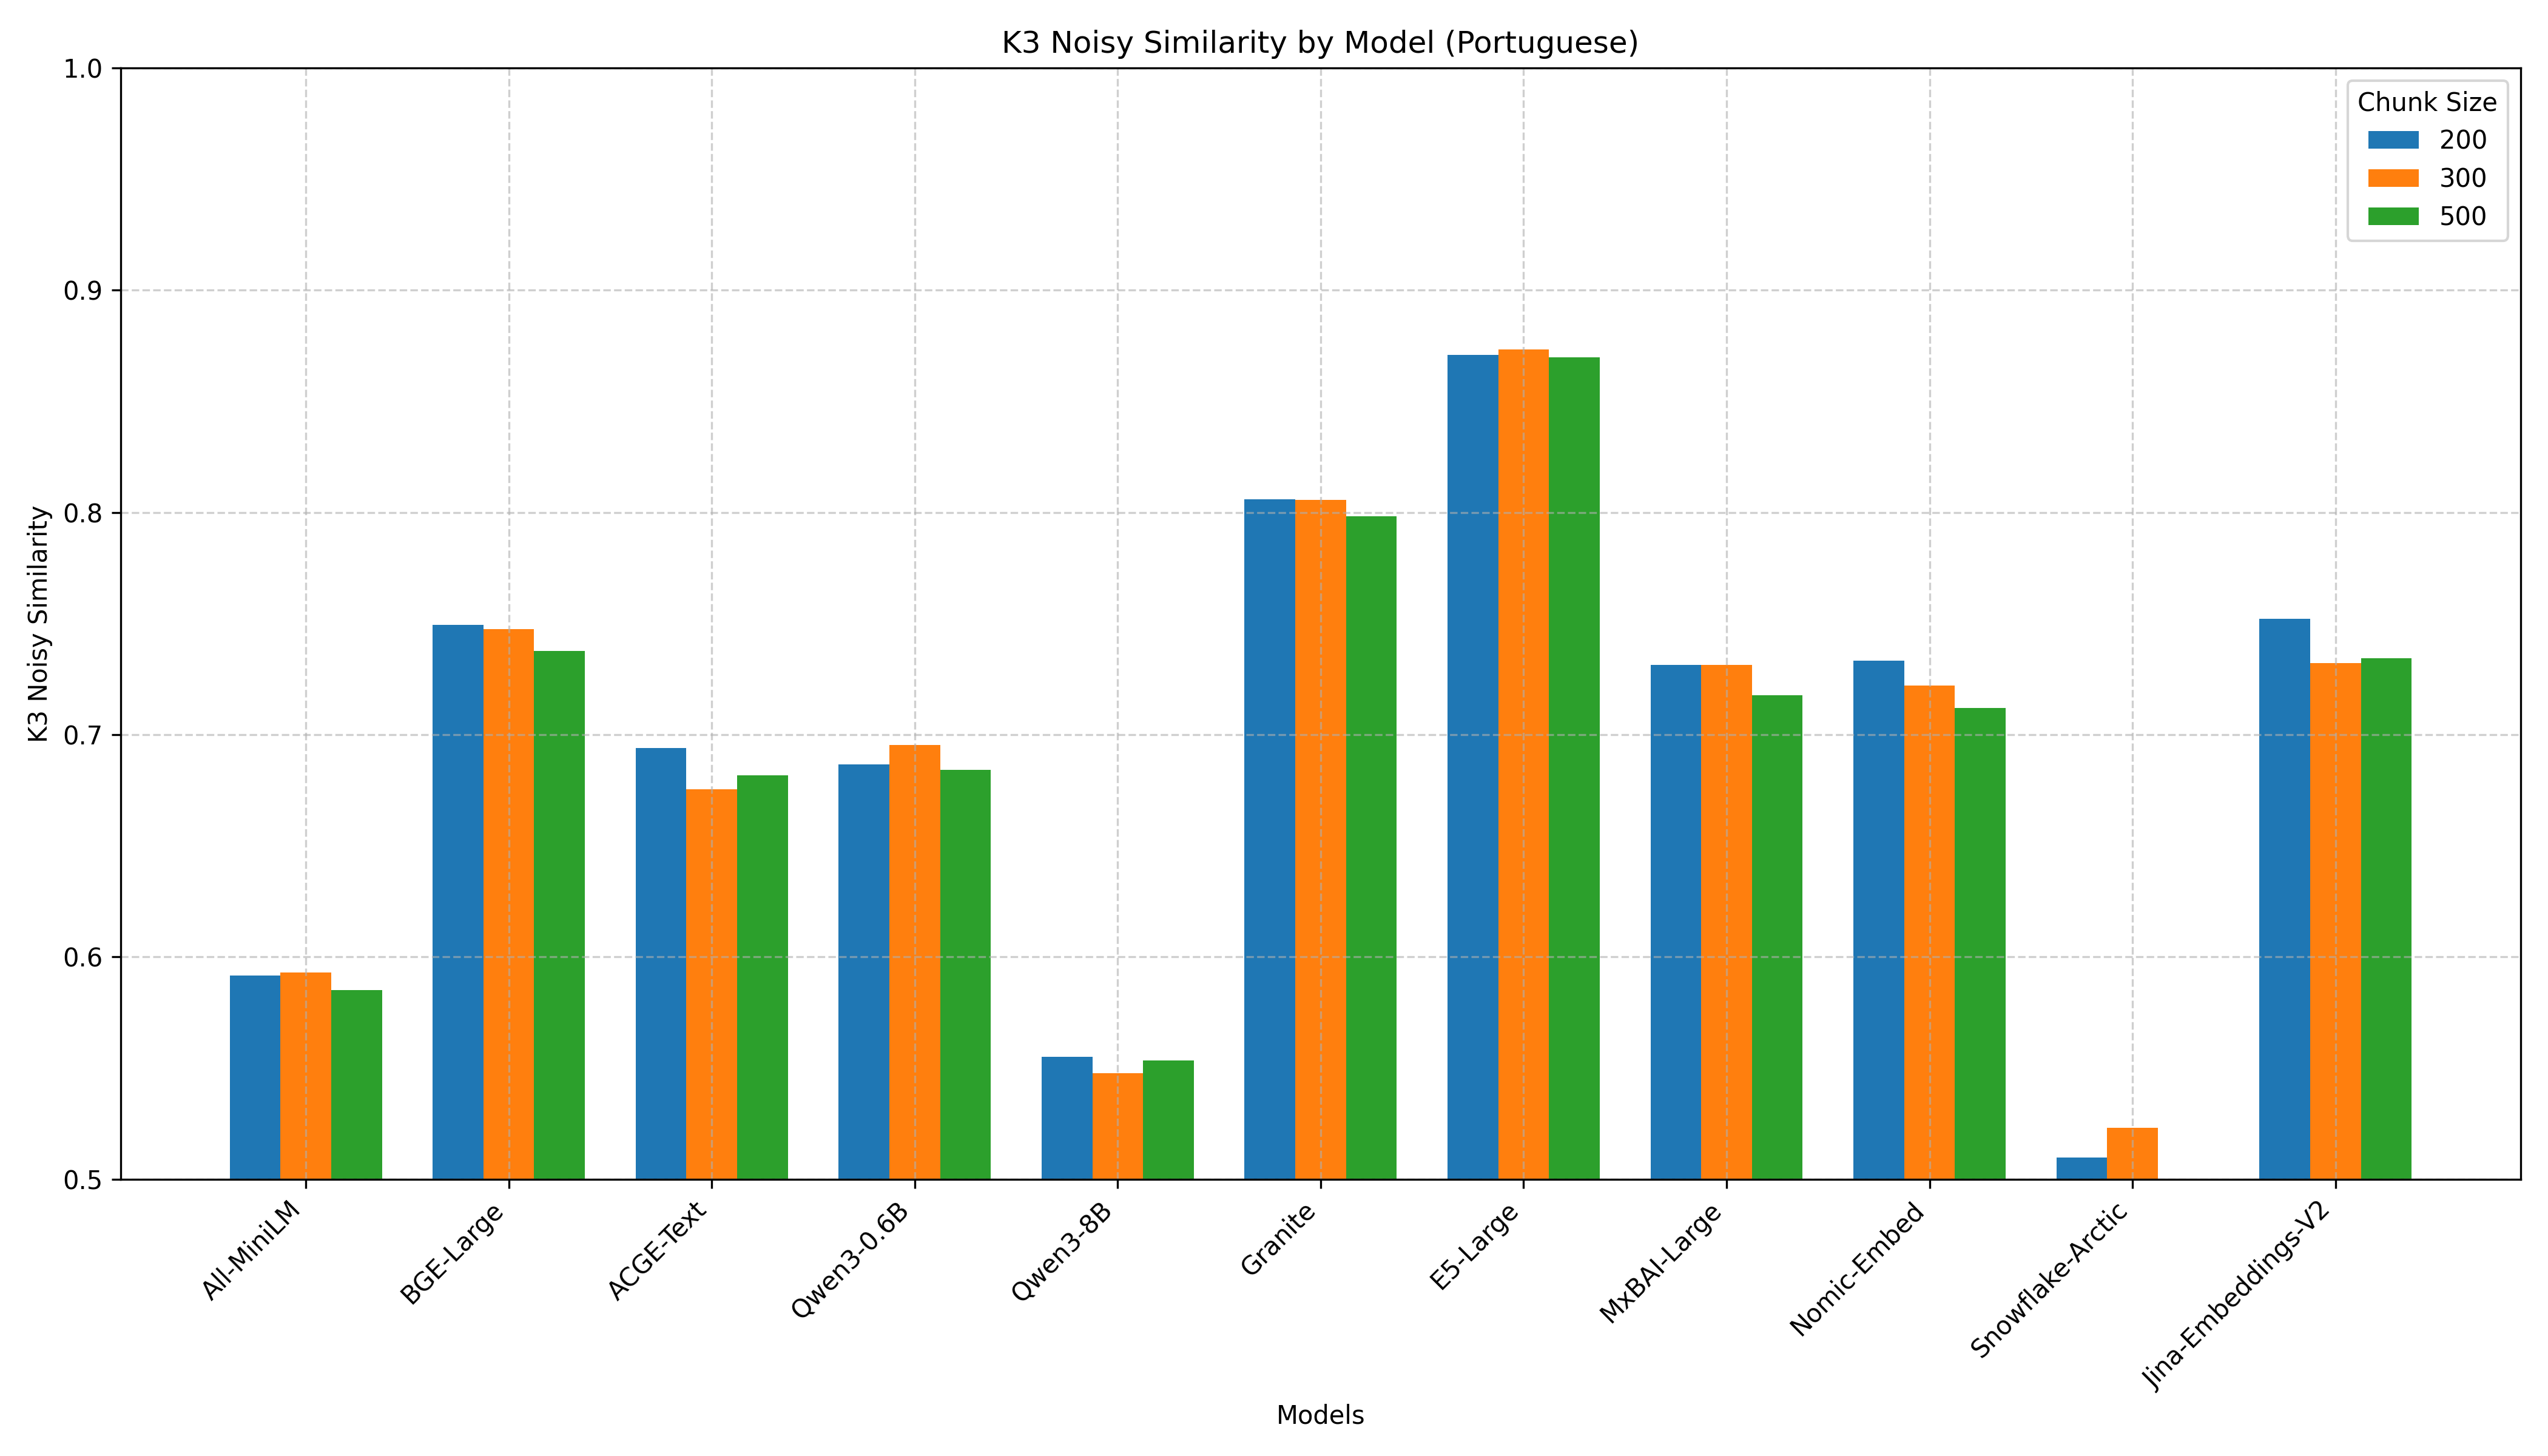 K3 Noisy Similarity by Model (Portuguese)
Chunk Size
200
300
500
K3 Noisy Similarity
1.0
0.9
0.8
0.7
0.6
0.5
All-MiniLM
BGE-Large
ACGE-Text
Qwen3-0.6B
Qwen3-8B
Granite
E5-Large
MxBAI-Large
Nomic-Embed
Snowflake-Arctic
Jina-Embeddings-V2
Models